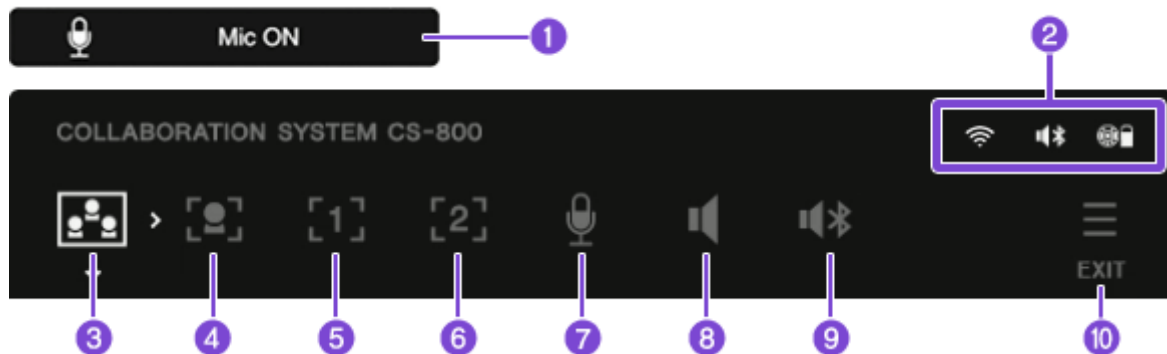 Mic ON
1
2
COLLABORATION SYSTEM CS-800
1 2
EXIT
3 4 5 6 7 8 9 10